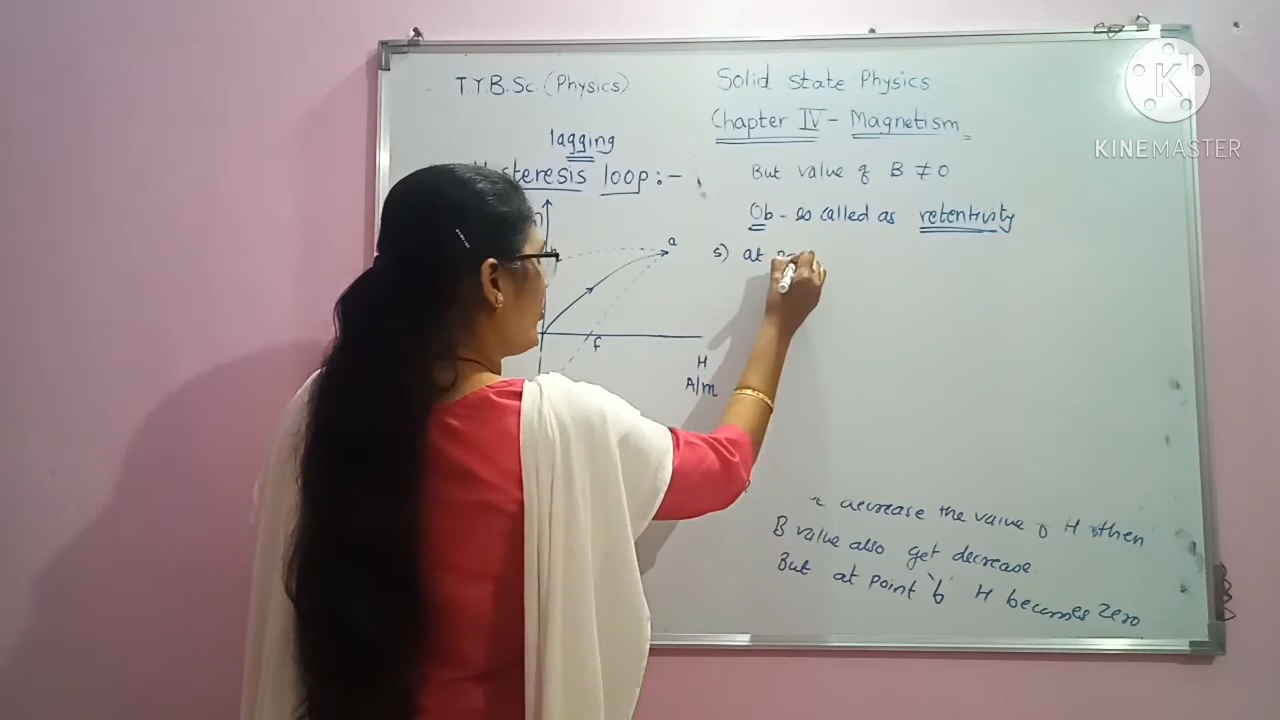 T.Y.B.Sc. (Physics)
Solid State Physics
Chapter IV - Magnetism
lagging
steresis loop :-
a
f
H
A/m
But value of B ≠ 0
Ob - is called as retentivity
5) at
decrease the value of H then
B value also get decrease
But at point 'b' H becomes zero
K
KINEMASTER